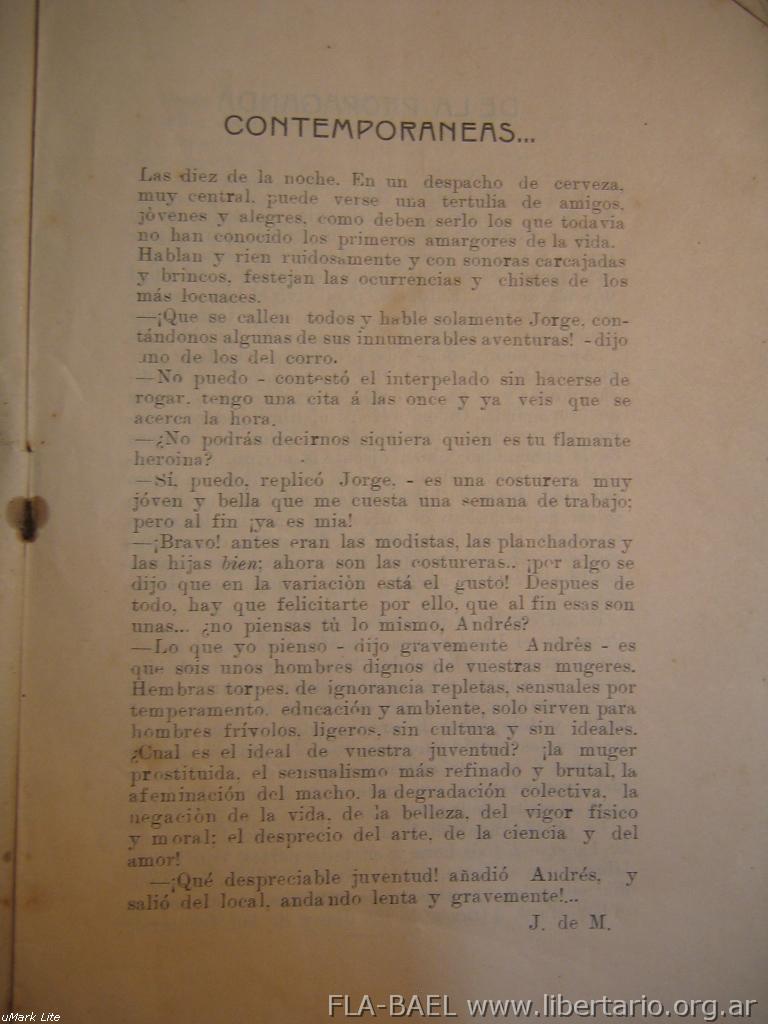 CONTEMPORANEAS...
Las diez de la noche. En un despacho de cerveza,
muy central, puede verse una tertulia de amigos,
jóvenes y alegres, como deben serlo los que todavia
no han conocido los primeros amargores de la vida.
Hablan y rien ruidosamente y con sonoras carcajadas
y brincos, festejan las ocurrencias y chistes de los
más locuaces.
—¡Que se callen todos y hable solamente Jorge, con-
tándonos algunas de sus innumerables aventuras! - dijo
uno de los del corro.
—No puedo - contestó el interpelado sin hacerse de
rogar, tengo una cita á las once y ya veis que se
acerca la hora.
—¿No podrás decirnos siquiera quien es tu flamante
heroina?
—Sí, puedo, replicó Jorge, - es una costurera muy
jóven y bella que me cuesta una semana de trabajo;
pero al fin ¡ya es mia!
—¡Bravo! antes eran las modistas, las planchadoras y
las hijas bien; ahora son las costureras.. ¡por algo se
dijo que en la variaciòn está el gusto! Despues de
todo, hay que felicitarte por ello, que al fin esas son
unas... ¿no piensas tù lo mismo, Andrés?
—Lo que yo pienso - dijo gravemente Andrès - es
que sois unos hombres dignos de vuestras mugeres.
Hembras torpes, de ignorancia repletas, sensuales por
temperamento, educación y ambiente, solo sirven para
hombres frívolos, ligeros, sin cultura y sin ideales.
¿Cual es el ideal de vuestra juventud? ¡la muger
prostituida, el sensualismo más refinado y brutal, la
afeminación del macho, la degradación colectiva, la
negaciòn de la vida, de la belleza, del vigor físico
y moral; el desprecio del arte, de la ciencia y del
amor!
—¡Qué despreciable juventud! añadió Andrés, y
salió del local, andando lenta y gravemente!...
J. de M.
uMark Lite
FLA-BAEL www.libertario.org.ar